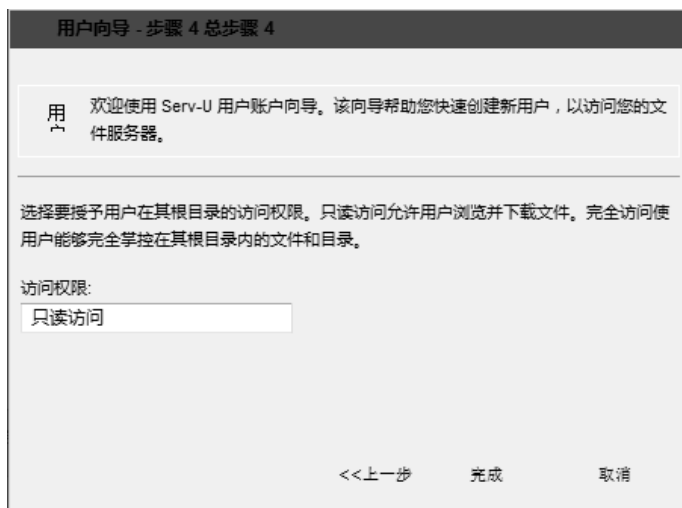 用户向导 - 步骤 4 总步骤 4
用户
欢迎使用 Serv-U 用户账户向导。该向导帮助您快速创建新用户，以访问您的文
件服务器。
选择要授予用户在其根目录的访问权限。只读访问允许用户浏览并下载文件。完全访问使
用户能够完全掌控在其根目录内的文件和目录。
访问权限:
只读访问
<<上一步 完成 取消